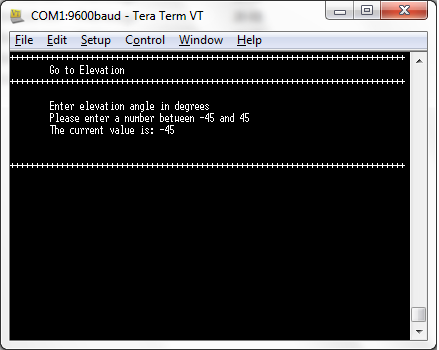 COM1:9600baud - Tera Term VT
File Edit Setup Control Window Help
++++++++++++++++++++++++++++++++++++++++++++++++++++++++++++++++++
Go to Elevation
++++++++++++++++++++++++++++++++++++++++++++++++++++++++++++++++++
Enter elevation angle in degrees
Please enter a number between -45 and 45
The current value is: -45
++++++++++++++++++++++++++++++++++++++++++++++++++++++++++++++++++